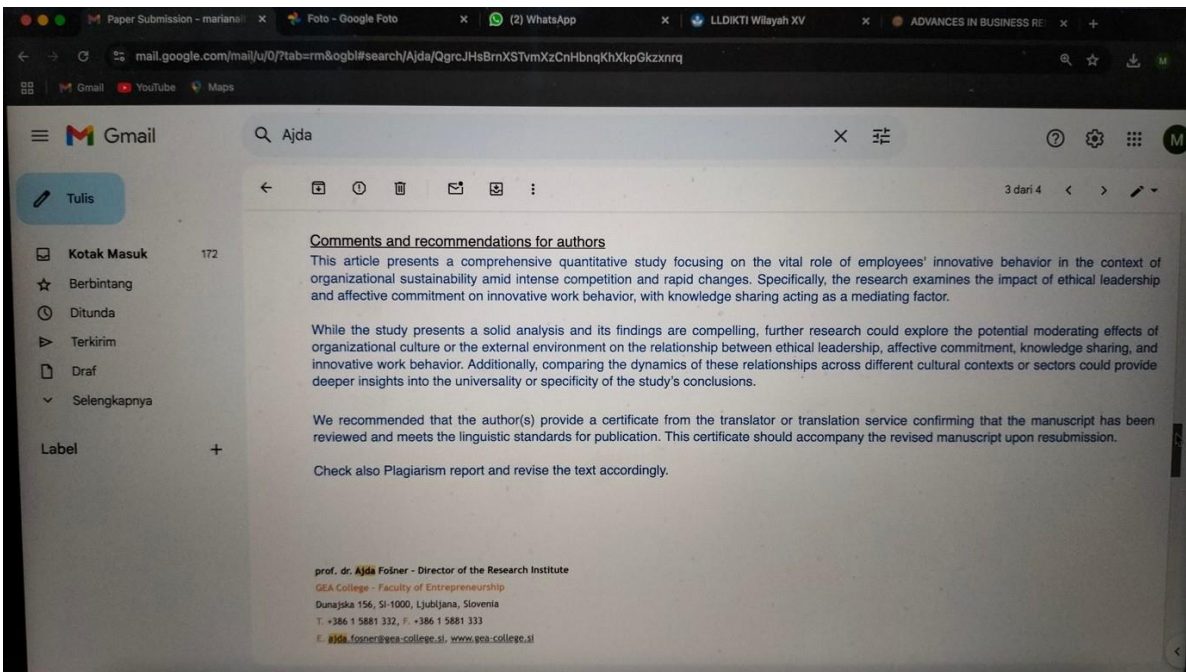 Paper Submission - mariana
Foto - Google Foto
(2) WhatsApp
LLDIKTI Wilayah XV
ADVANCES IN BUSINESS RE
mail.google.com/mail/u/0/?tab=rm&ogbl#search/Ajda/QgrcJHsBrnXSTvmXzCnHbnqKhXkpGkzxnrq
M
Gmail
YouTube
Maps
Gmail
Ajda
M
Tulis
3 dari 4
Kotak Masuk 172
Berbintang
Ditunda
Terkirim
Draf
Selengkapnya
Label +
Comments and recommendations for authors
This article presents a comprehensive quantitative study focusing on the vital role of employees' innovative behavior in the context of
organizational sustainability amid intense competition and rapid changes. Specifically, the research examines the impact of ethical leadership
and affective commitment on innovative work behavior, with knowledge sharing acting as a mediating factor.
While the study presents a solid analysis and its findings are compelling, further research could explore the potential moderating effects of
organizational culture or the external environment on the relationship between ethical leadership, affective commitment, knowledge sharing, and
innovative work behavior. Additionally, comparing the dynamics of these relationships across different cultural contexts or sectors could provide
deeper insights into the universality or specificity of the study's conclusions.
We recommended that the author(s) provide a certificate from the translator or translation service confirming that the manuscript has been
reviewed and meets the linguistic standards for publication. This certificate should accompany the revised manuscript upon resubmission.
Check also Plagiarism report and revise the text accordingly.
prof. dr. Ajda Fošner - Director of the Research Institute
GEA College - Faculty of Entrepreneurship
Dunajska 156, SI-1000, Ljubljana, Slovenia
T. +386 1 5881 332, F. +386 1 5881 333
E. ajda.fosner@gea-college.si, www.gea-college.si